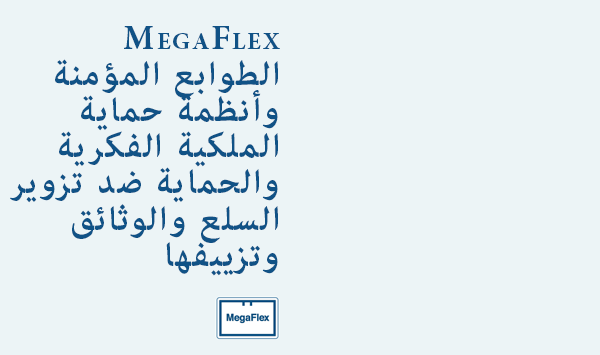 MEGAFLEX
الطوابع المؤمنة
وأنظمة حماية
الملكية الفكرية
والحماية ضد تزوير
السلع والوثائق
وتزييفها
MegaFlex